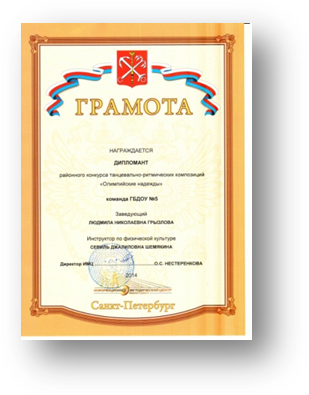 ГРАМОТА
НАГРАЖДАЕТСЯ
ДИПЛОМАНТ
районного конкурса танцевально-ритмических композиций
«Олимпийские надежды»
команда ГБДОУ №5
Заведующий
ЛЮДМИЛА НИКОЛАЕВНА ГРЫЗЛОВА
Инструктор по физической культуре
СЕВИЛЬ ДЖАЛИЛОВНА ШЕМЯКИНА
Директор ИМЦ О.С. НЕСТЕРЕНКОВА
2014
Санкт-Петербург